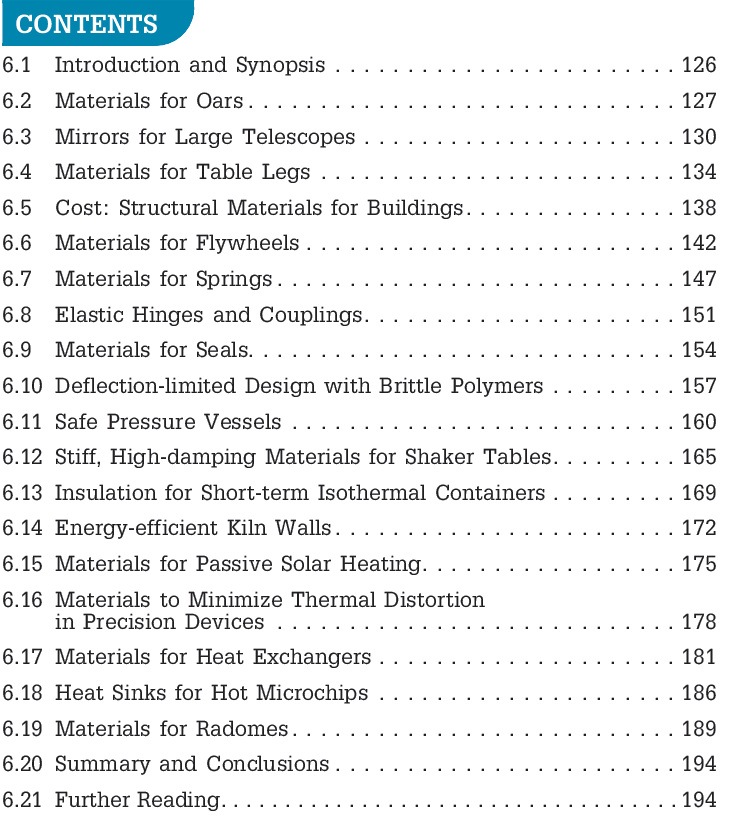 CONTENTS
6.1 Introduction and Synopsis . . . . . . . . . . . . . . . . . . . . . . . . 126
6.2 Materials for Oars . . . . . . . . . . . . . . . . . . . . . . . . . . . . . . 127
6.3 Mirrors for Large Telescopes . . . . . . . . . . . . . . . . . . . . . . 130
6.4 Materials for Table Legs . . . . . . . . . . . . . . . . . . . . . . . . . 134
6.5 Cost: Structural Materials for Buildings. . . . . . . . . . . . . . . 138
6.6 Materials for Flywheels . . . . . . . . . . . . . . . . . . . . . . . . . . 142
6.7 Materials for Springs . . . . . . . . . . . . . . . . . . . . . . . . . . . . 147
6.8 Elastic Hinges and Couplings. . . . . . . . . . . . . . . . . . . . . . 151
6.9 Materials for Seals. . . . . . . . . . . . . . . . . . . . . . . . . . . . . . 154
6.10 Deflection-limited Design with Brittle Polymers . . . . . . . . . 157
6.11 Safe Pressure Vessels . . . . . . . . . . . . . . . . . . . . . . . . . . . 160
6.12 Stiff, High-damping Materials for Shaker Tables. . . . . . . . . 165
6.13 Insulation for Short-term Isothermal Containers . . . . . . . . . 169
6.14 Energy-efficient Kiln Walls . . . . . . . . . . . . . . . . . . . . . . . . 172
6.15 Materials for Passive Solar Heating. . . . . . . . . . . . . . . . . . 175
6.16 Materials to Minimize Thermal Distortion
in Precision Devices . . . . . . . . . . . . . . . . . . . . . . . . . . . . 178
6.17 Materials for Heat Exchangers . . . . . . . . . . . . . . . . . . . . . 181
6.18 Heat Sinks for Hot Microchips . . . . . . . . . . . . . . . . . . . . . 186
6.19 Materials for Radomes . . . . . . . . . . . . . . . . . . . . . . . . . . . 189
6.20 Summary and Conclusions . . . . . . . . . . . . . . . . . . . . . . . . 194
6.21 Further Reading. . . . . . . . . . . . . . . . . . . . . . . . . . . . . . . . 194